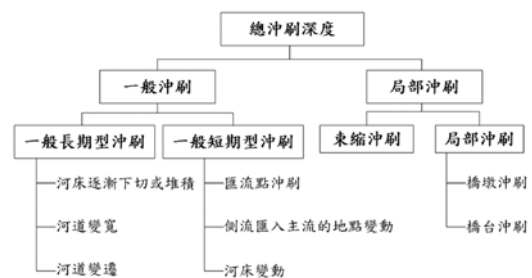 總沖刷深度
一般沖刷
局部沖刷
一般長期型沖刷
一般短期型沖刷
束縮沖刷
局部沖刷
河床逐漸下切或堆積
河道變寬
河道變遷
匯流點沖刷
側流匯入主流的地點變動
河床變動
橋墩沖刷
橋台沖刷